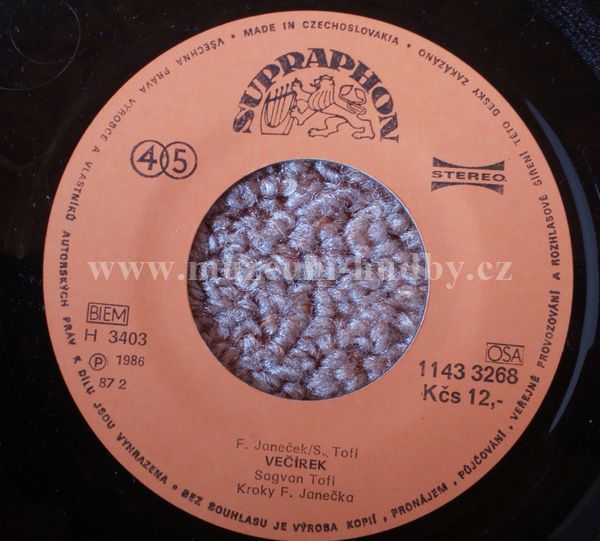 VŠECHNA PRÁVA VÝROBCE A VLASTNÍKŮ AUTORSKÝCH PRÁV K DÍLU JSOU VYHRAZENA • BEZ SOUHLASU JE VÝROBA KOPIÍ, PRONÁJEM, PŮJČOVÁNÍ, VEŘEJNÉ PROVOZOVÁNÍ A ROZHLASOVÉ ŠÍŘENÍ TÉTO DESKY ZAKÁZÁNO • MADE IN CZECHOSLOVAKIA •
SUPRAPHON
45
STEREO
www.muzeum-hudby.cz
BIEM
H 3403
Ⓟ 1986
87 2
OSA
1143 3268
Kčs 12,-
F. Janeček/S. Tofi
VEČÍREK
Sagvan Tofi
Kroky F. Janečka